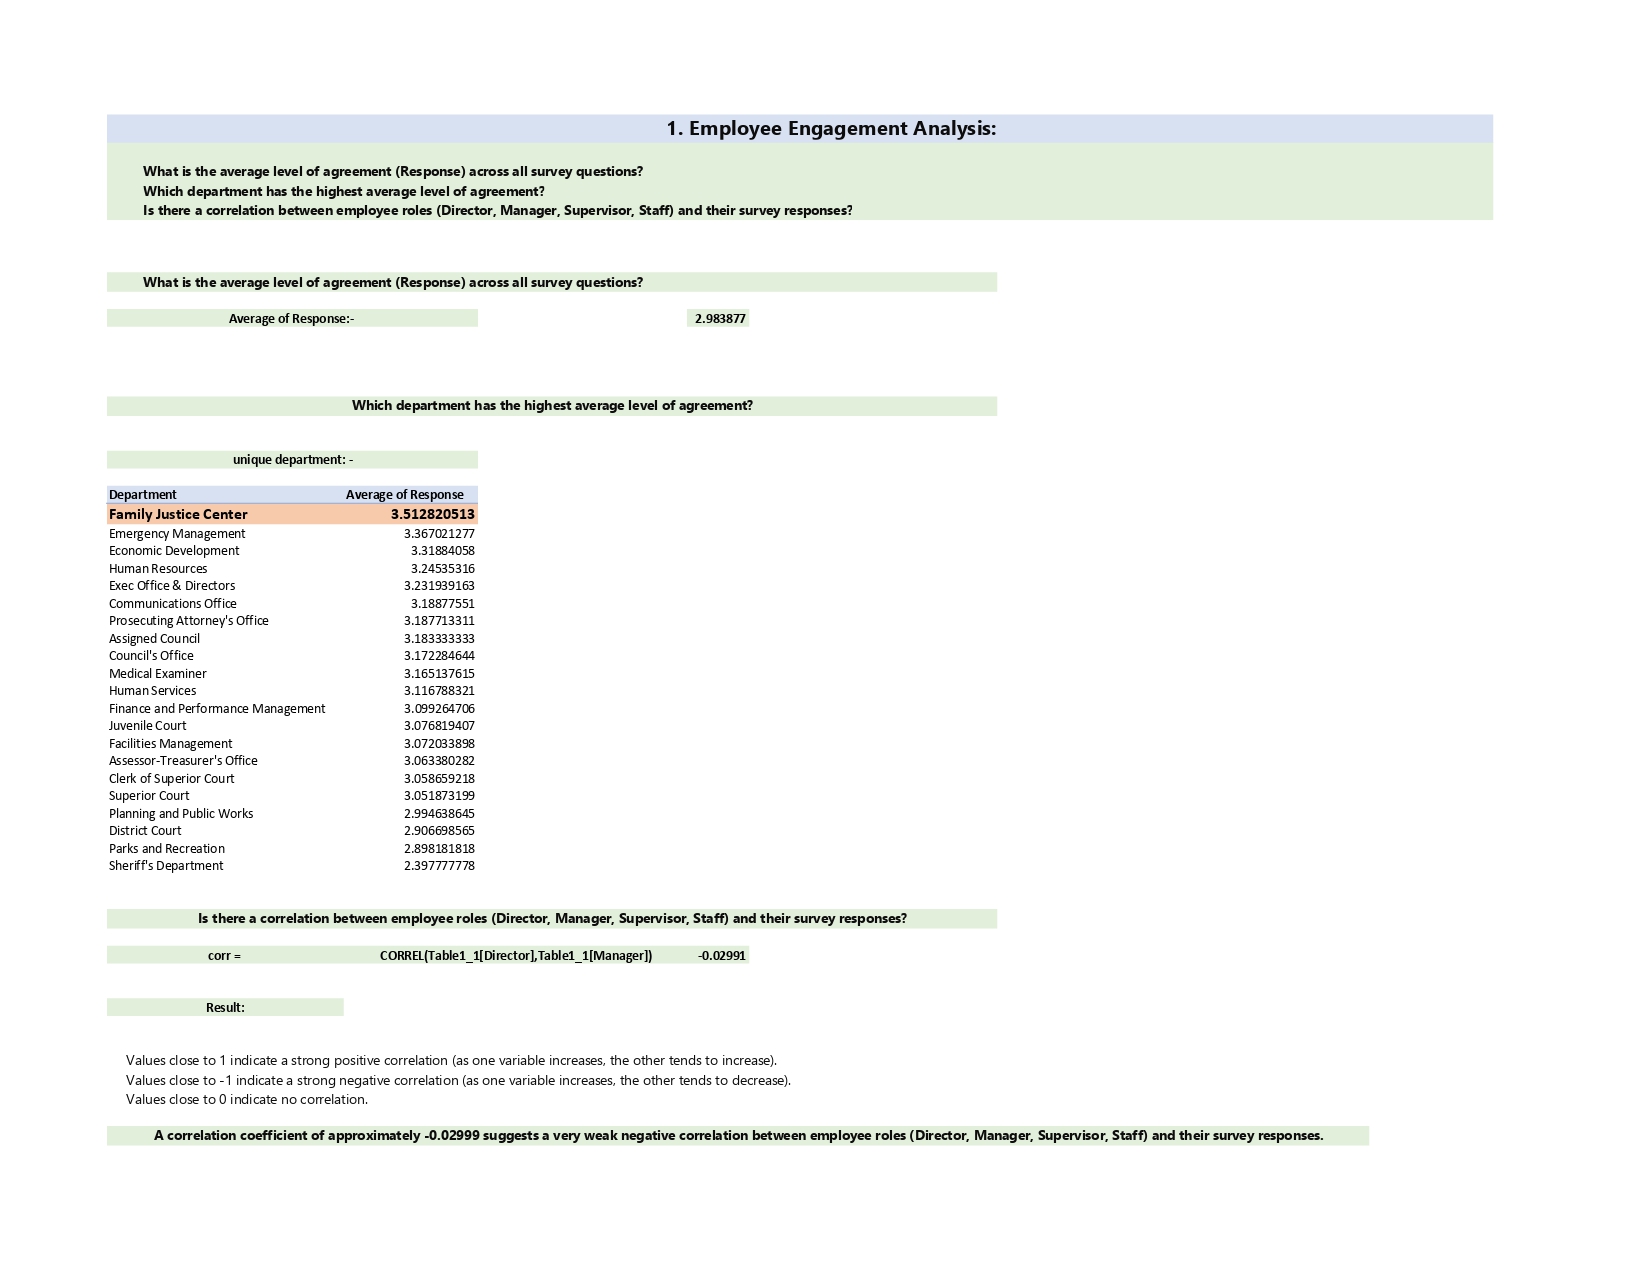 1. Employee Engagement Analysis:
What is the average level of agreement (Response) across all survey questions?
Which department has the highest average level of agreement?
Is there a correlation between employee roles (Director, Manager, Supervisor, Staff) and their survey responses?
What is the average level of agreement (Response) across all survey questions?
Average of Response:- 2.983877
Which department has the highest average level of agreement?
unique department: -
Department Average of Response
Family Justice Center 3.512820513
Emergency Management 3.367021277
Economic Development 3.31884058
Human Resources 3.24535316
Exec Office & Directors 3.231939163
Communications Office 3.18877551
Prosecuting Attorney's Office 3.187713311
Assigned Council 3.183333333
Council's Office 3.172284644
Medical Examiner 3.165137615
Human Services 3.116788321
Finance and Performance Management 3.099264706
Juvenile Court 3.076819407
Facilities Management 3.072033898
Assessor-Treasurer's Office 3.063380282
Clerk of Superior Court 3.058659218
Superior Court 3.051873199
Planning and Public Works 2.994638645
District Court 2.906698565
Parks and Recreation 2.898181818
Sheriff's Department 2.397777778
Is there a correlation between employee roles (Director, Manager, Supervisor, Staff) and their survey responses?
corr = CORREL(Table1_1[Director],Table1_1[Manager]) -0.02991
Result:
Values close to 1 indicate a strong positive correlation (as one variable increases, the other tends to increase).
Values close to -1 indicate a strong negative correlation (as one variable increases, the other tends to decrease).
Values close to 0 indicate no correlation.
A correlation coefficient of approximately -0.02999 suggests a very weak negative correlation between employee roles (Director, Manager, Supervisor, Staff) and their survey responses.